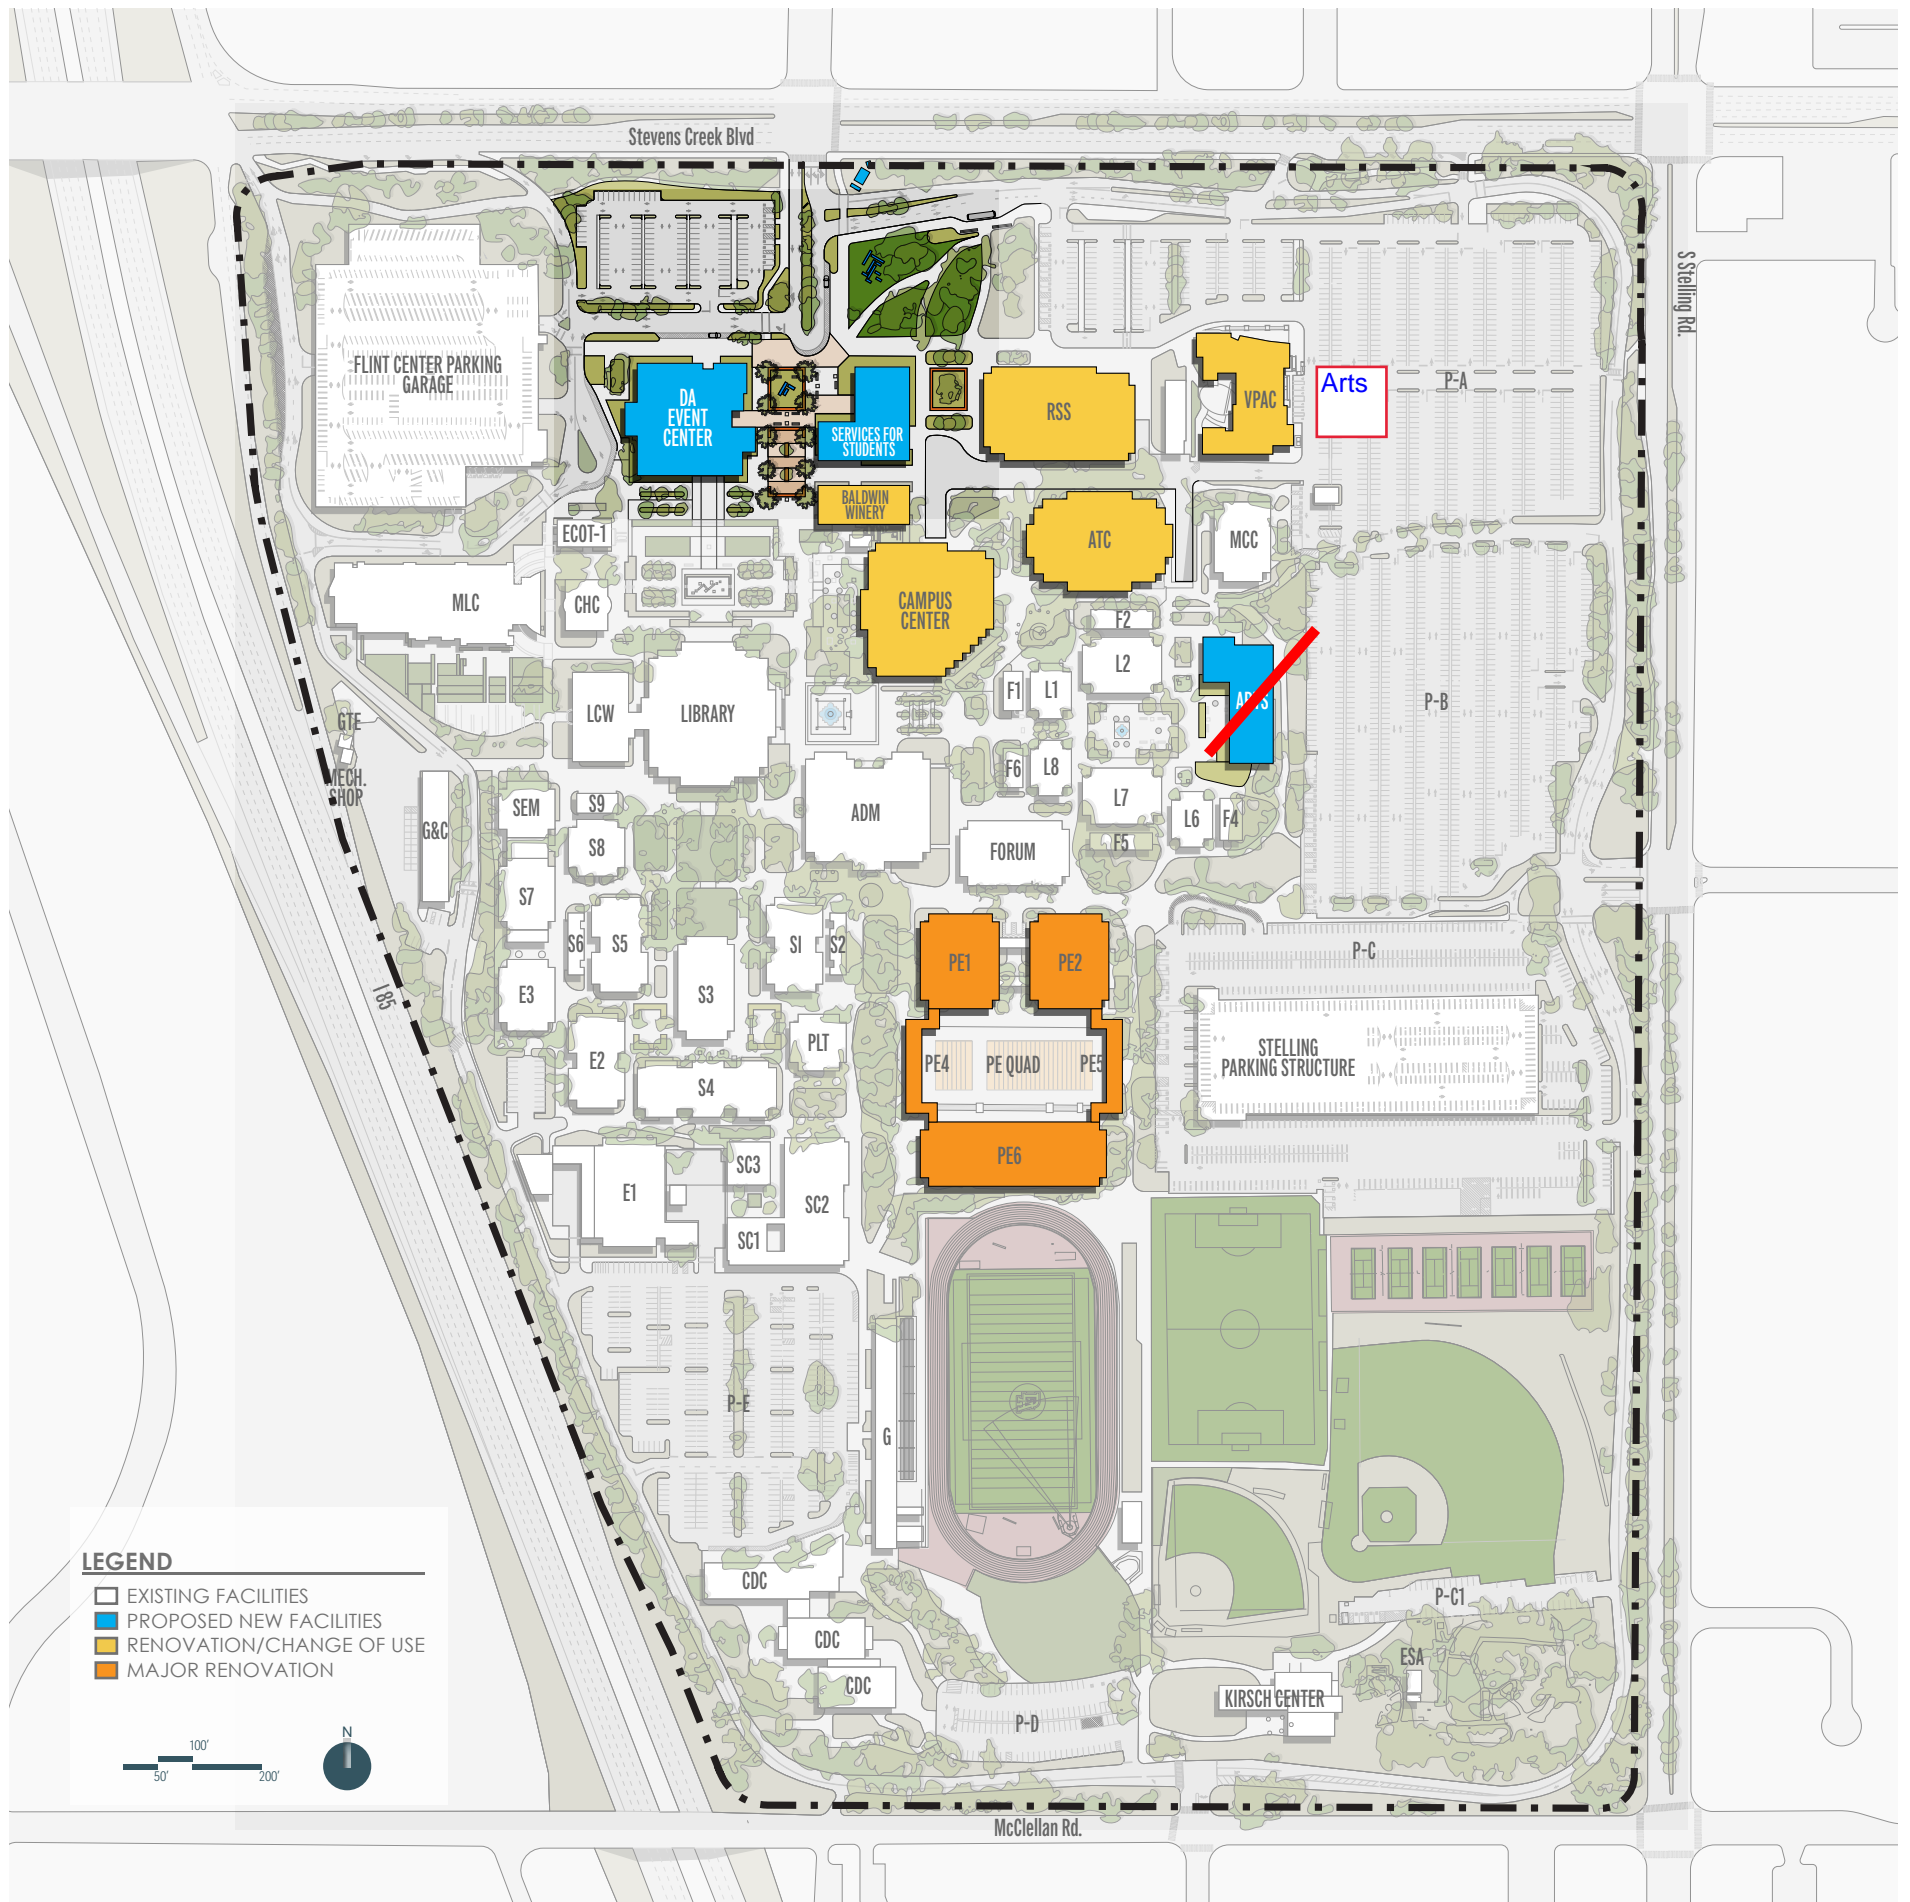 Stevens Creek Blvd
S Stelling Rd.
FLINT CENTER PARKING
GARAGE
DA
EVENT
CENTER
SERVICES FOR
STUDENTS
BALDWIN
WINERY
RSS
VPAC
Arts
P-A
ECOT-1
MLC
CHC
CAMPUS
CENTER
ATC
MCC
F2
L2
F1
L1
ARTS
P-B
GTE
LCW
LIBRARY
MECH.
SHOP
G&C
SEM
S9
S8
ADM
F6
L8
L7
L6
F4
F5
FORUM
S7
S6
S5
S1
S2
S3
E3
I 85
PE1
PE2
P-C
E2
PLT
S4
PE4
PE QUAD
PE5
STELLING
PARKING STRUCTURE
PE6
E1
SC3
SC2
SC1
P-E
G
CDC
CDC
CDC
P-D
P-C1
ESA
KIRSCH CENTER
McClellan Rd.
LEGEND
EXISTING FACILITIES
PROPOSED NEW FACILITIES
RENOVATION/CHANGE OF USE
MAJOR RENOVATION
100'
50'
200'
N